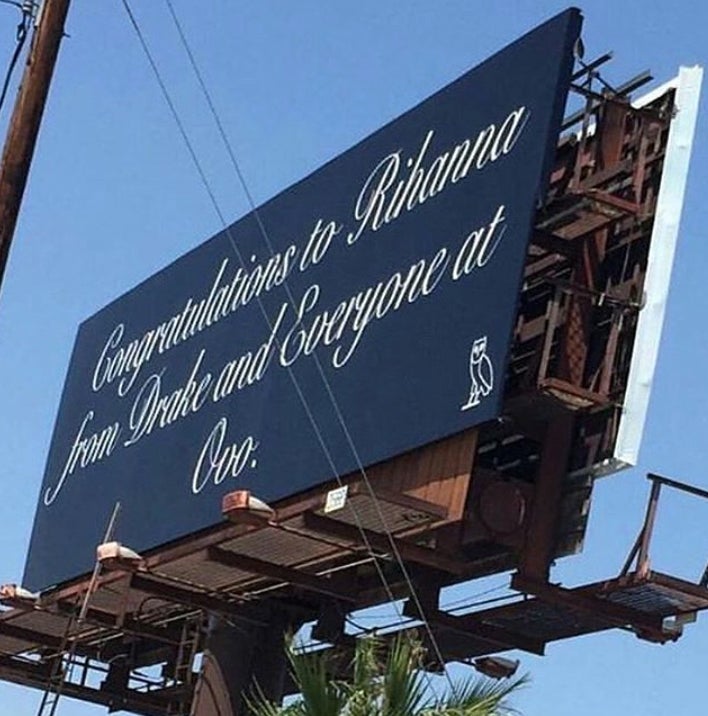 Congratulations to Rihanna
from Drake and Everyone at
Ovo.